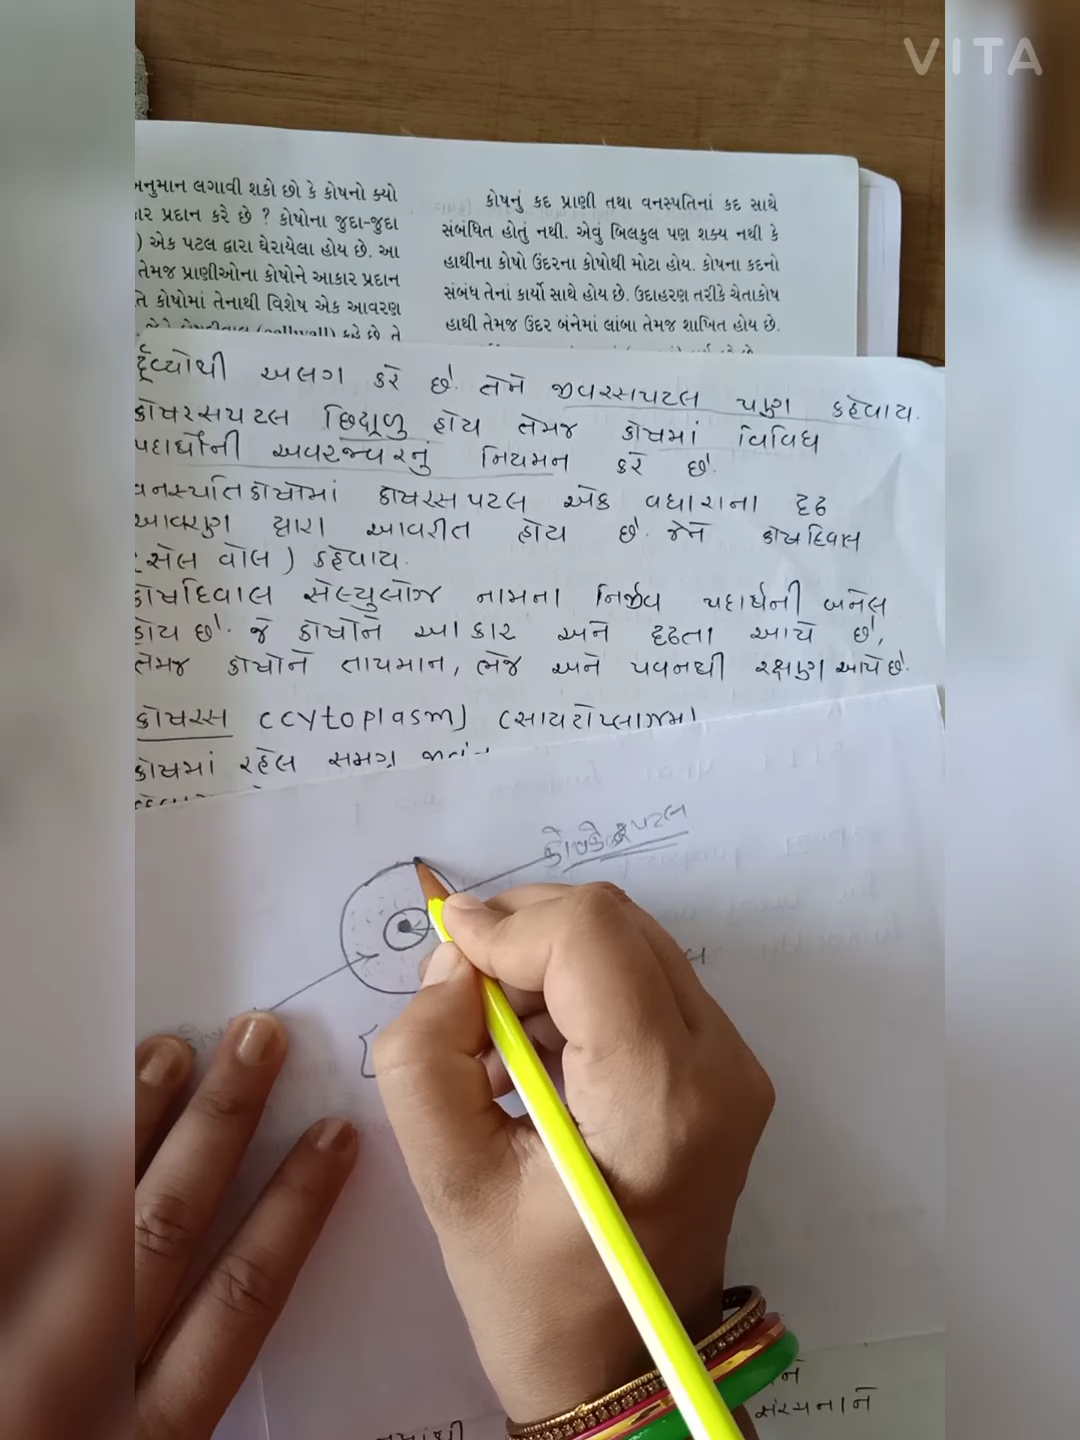 VITA
અનુમાન લગાવી શકો છો કે કોષનો ક્યો
પ્રદાન કરે છે ? કોષોના જુદા-જુદા
) એક પટલ દ્વારા ઘેરાયેલા હોય છે. આ
તેમજ પ્રાણીઓના કોષોને આકાર પ્રદાન
કોષોમાં તેનાથી વિશેષ એક આવરણ
(cellwall) કહે છે. તે
કોષનું કદ પ્રાણી તથા વનસ્પતિનાં કદ સાથે
સંબંધિત હોતું નથી. એવું બિલકુલ પણ શક્ય નથી કે
હાથીના કોષો ઉંદરના કોષોથી મોટા હોય. કોષના કદનો
સંબંધ તેનાં કાર્યો સાથે હોય છે. ઉદાહરણ તરીકે ચેતાકોષ
હાથી તેમજ ઉંદર બંનેમાં લાંબા તેમજ શાખિત હોય છે.
દ્રવ્યોથી અલગ કરે છે. તેને જીવરસપટલ પણ કહેવાય.
કોષરસપટલ છિદ્રાળુ હોય તેમજ કોષમાં વિવિધ
પદાર્થોની અવરજવરનું નિયમન કરે છે.
વનસ્પતિકોષોમાં કોષરસપટલ એક વધારાના દૃઢ
આવરણ દ્વારા આવરીત હોય છે. જેને કોષદિવાલ
(સેલ વોલ) કહેવાય.
કોષદિવાલ સેલ્યુલોજ નામના નિર્જીવ પદાર્થની બનેલ
હોય છે. જે કોષોને આકાર અને દૃઢતા આપે છે,
તેમજ કોષોને તાપમાન, ભેજ અને પવનથી રક્ષણ આપે છે.
કોષરસ (cytoplasm) (સાયટોપ્લાઝમ)
કોષમાં રહેલ સમગ્ર
સંરચનાને